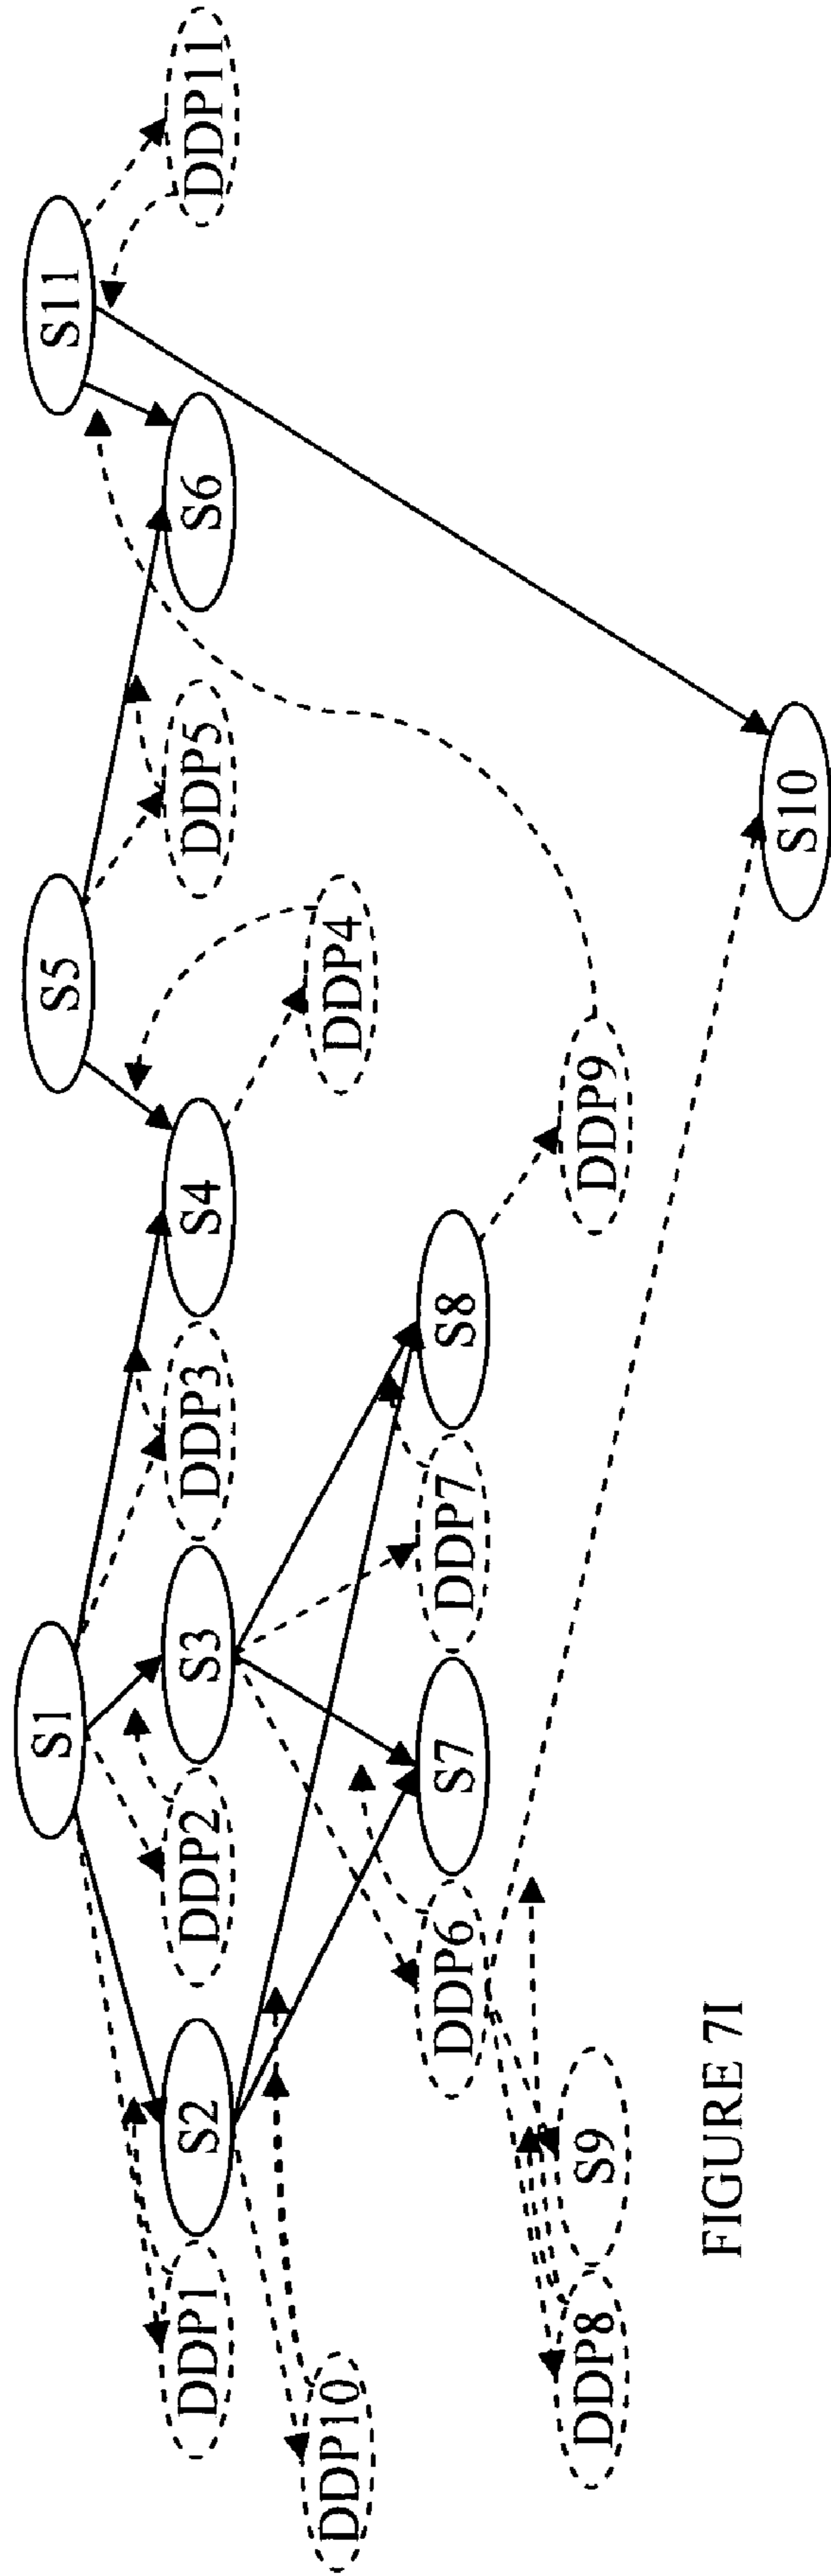 S1
S5
S11
DDP1
S2
DDP2
S3
DDP3
S4
DDP5
S6
DDP11
DDP10
DDP4
DDP6
S7
DDP7
S8
DDP8
S9
DDP9
S10
FIGURE 7I